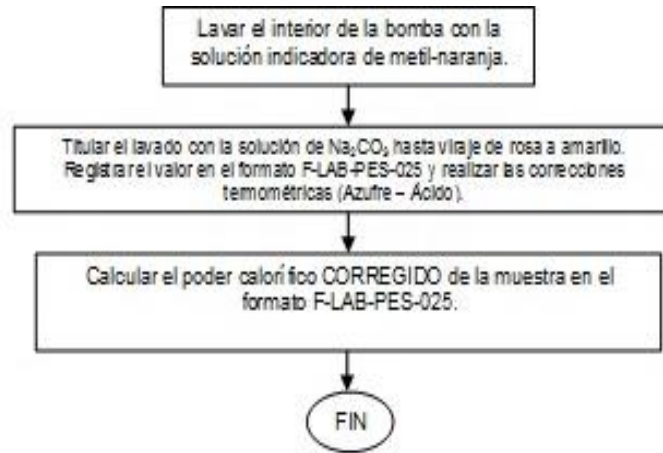 Lavar el interior de la bomba con la
solución indicadora de metil-naranja.
Titular el lavado con la solución de Na₂CO₃ hasta viraje de rosa a amarillo.
Registrar el valor en el formato F-LAB-PES-025 y realizar las correcciones
termométricas (Azufre – Ácido).
Calcular el poder calorífico CORREGIDO de la muestra en el
formato F-LAB-PES-025.
FIN